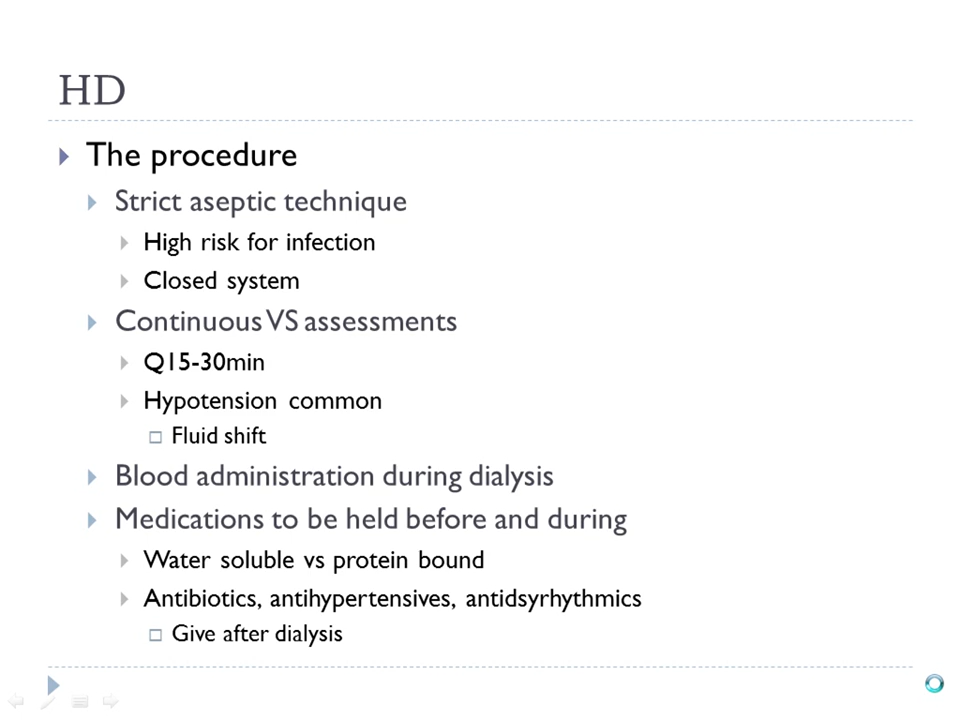 HD
The procedure
Strict aseptic technique
High risk for infection
Closed system
Continuous VS assessments
Q15-30min
Hypotension common
Fluid shift
Blood administration during dialysis
Medications to be held before and during
Water soluble vs protein bound
Antibiotics, antihypertensives, antidsyrhythmics
Give after dialysis